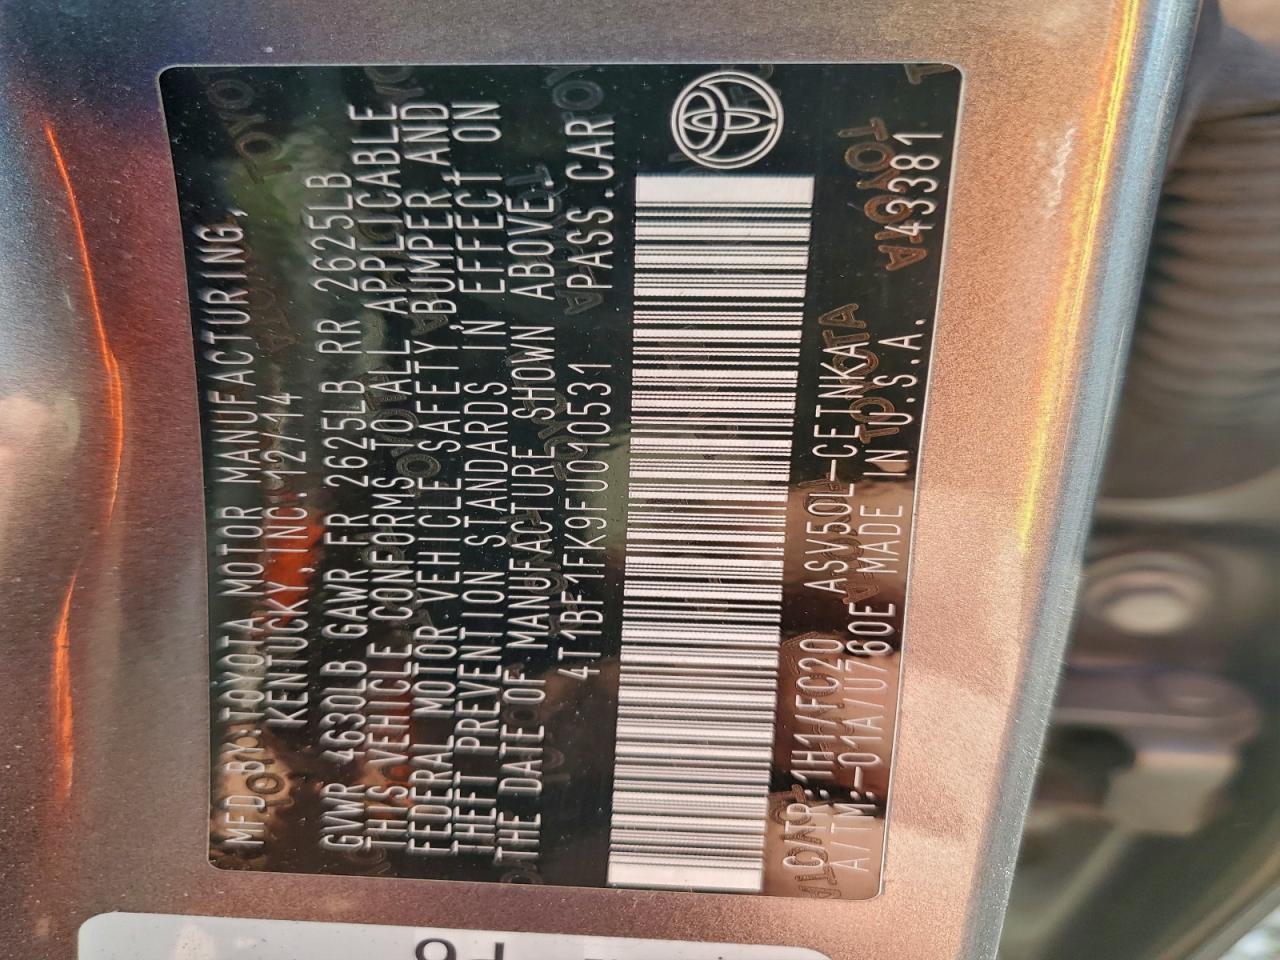 MFD BY:TOYOTA MOTOR MANUFACTURING,
KENTUCKY,INC. 12/14
GVWR 4630LB GAWR FR 2625LB RR 2625LB
THIS VEHICLE CONFORMS TO ALL APPLICABLE
FEDERAL MOTOR VEHICLE SAFETY,BUMPER,AND
THEFT PREVENTION STANDARDS IN EFFECT ON
THE DATE OF MANUFACTURE SHOWN ABOVE.
4T1BF1FK9FU010531 PASS.CAR
C/TR:1H1/FC20 ASV50L-CETNKA
A/TM:-01A/U760E MADE IN U.S.A. 43381